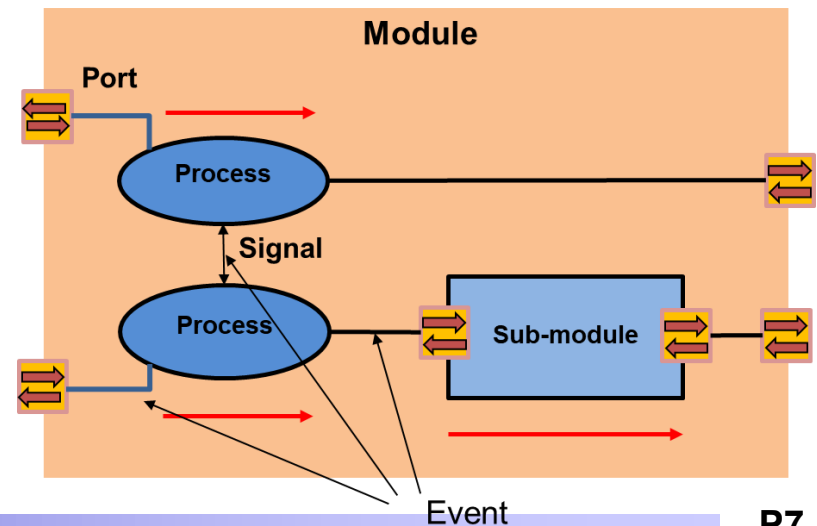 Module
Port
Process
Signal
Process
Sub-module
Event
P7